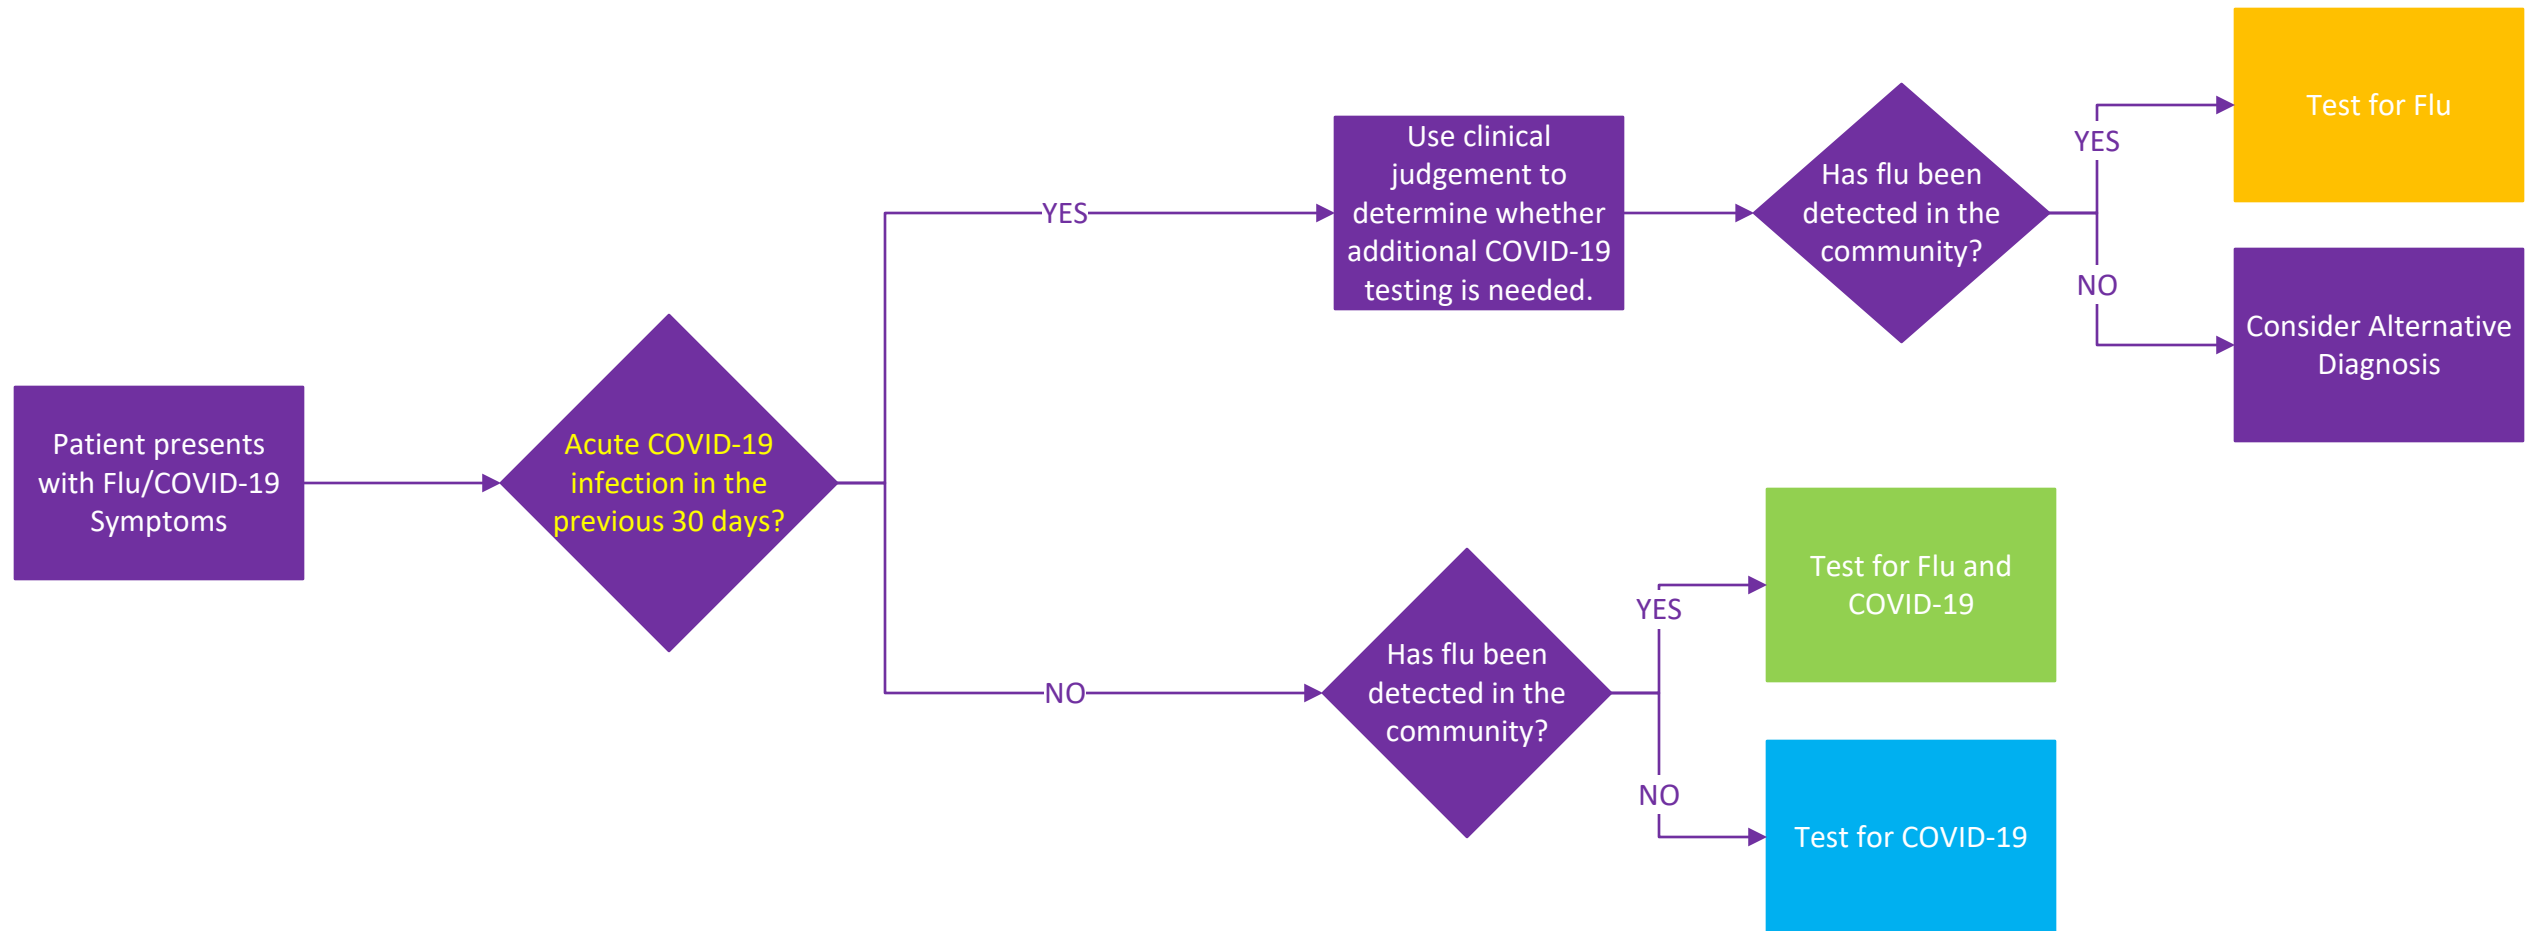 Patient presents
with Flu/COVID-19
Symptoms
Acute COVID-19
infection in the
previous 30 days?
YES
Use clinical
judgement to
determine whether
additional COVID-19
testing is needed.
Has flu been
detected in the
community?
YES
Test for Flu
NO
Consider Alternative
Diagnosis
NO
Has flu been
detected in the
community?
YES
Test for Flu and
COVID-19
NO
Test for COVID-19